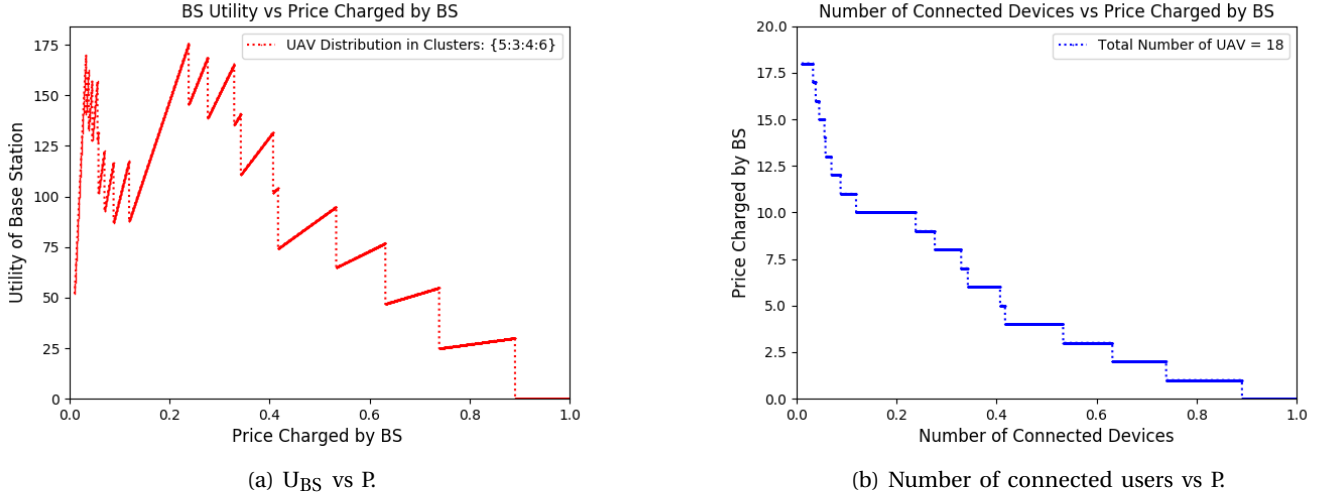 BS Utility vs Price Charged by BS
UAV Distribution in Clusters: {5:3:4:6}
Utility of Base Station
175
150
125
100
75
50
25
0
0.0 0.2 0.4 0.6 0.8 1.0
Price Charged by BS
(a) U_BS vs P.
Number of Connected Devices vs Price Charged by BS
Total Number of UAV = 18
Price Charged by BS
20.0
17.5
15.0
12.5
10.0
7.5
5.0
2.5
0.0
0.0 0.2 0.4 0.6 0.8 1.0
Number of Connected Devices
(b) Number of connected users vs P.